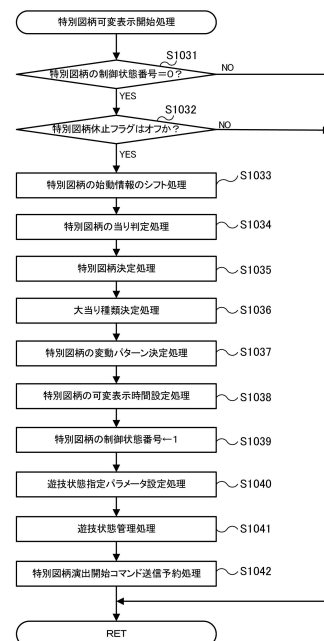 特別図柄可変表示開始処理
S1031
特別図柄の制御状態番号=0?
NO
YES
S1032
特別図柄休止フラグはオフか?
NO
YES
特別図柄の始動情報のシフト処理
S1033
特別図柄の当り判定処理
S1034
特別図柄決定処理
S1035
大当り種類決定処理
S1036
特別図柄の変動パターン決定処理
S1037
特別図柄の可変表示時間設定処理
S1038
特別図柄の制御状態番号←1
S1039
遊技状態指定パラメータ設定処理
S1040
遊技状態管理処理
S1041
特別図柄演出開始コマンド送信予約処理
S1042
RET